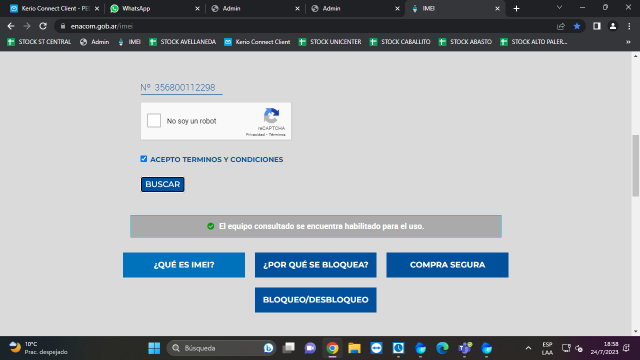 Kerio Connect Client - PE
WhatsApp
Admin
Admin
IMEI
enacom.gob.ar/imei
STOCK ST CENTRAL
Admin
IMEI
STOCK AVELLANEDA
Kerio Connect Client
STOCK UNICENTER
STOCK CABALLITO
STOCK ABASTO
STOCK ALTO PALER...
Nº 356800112298
No soy un robot
reCAPTCHA
Privacidad - Términos
ACEPTO TERMINOS Y CONDICIONES
BUSCAR
El equipo consultado se encuentra habilitado para el uso.
¿QUÉ ES IMEI?
¿POR QUÉ SE BLOQUEA?
COMPRA SEGURA
BLOQUEO/DESBLOQUEO
10°C
Prac. despejado
Búsqueda
ESP
LAA
18:58
24/7/2023